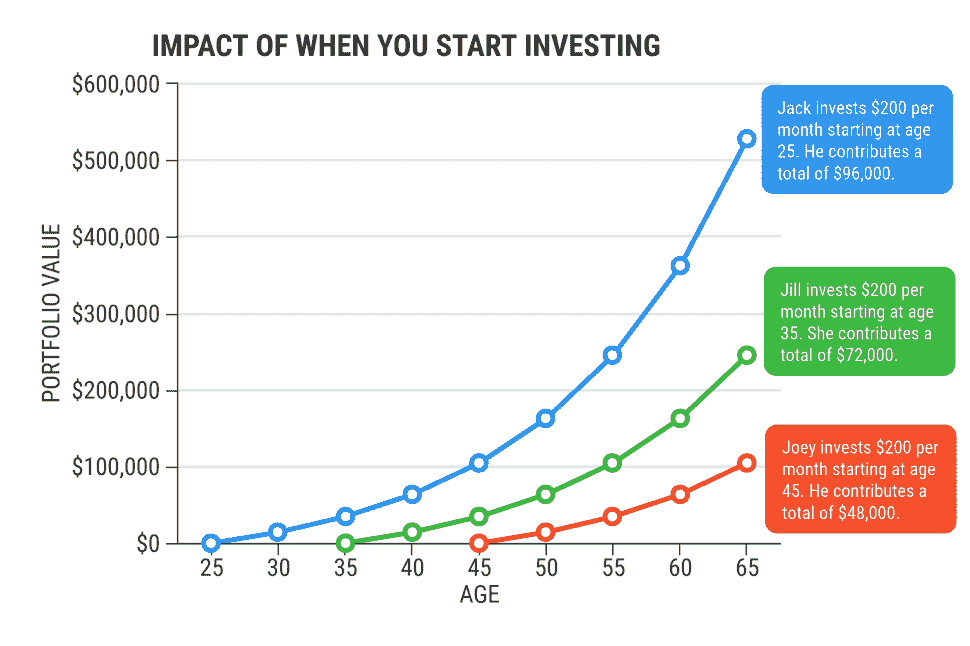 IMPACT OF WHEN YOU START INVESTING
$600,000
$500,000
$400,000
$300,000
$200,000
$100,000
$0
PORTFOLIO VALUE
25 30 35 40 45 50 55 60 65
AGE
Jack invests $200 per
month starting at age
25. He contributes a
total of $96,000.
Jill invests $200 per
month starting at age
35. She contributes a
total of $72,000.
Joey invests $200 per
month starting at age
45. He contributes a
total of $48,000.